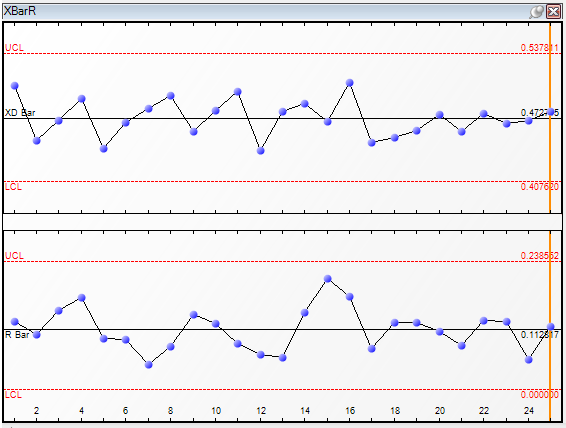 XBarR
UCL 0.537811
XD Bar
LCL 0.407620
UCL 0.238552
R Bar 0.112817
LCL 0.000000
2 4 6 8 10 12 14 16 18 20 22 24